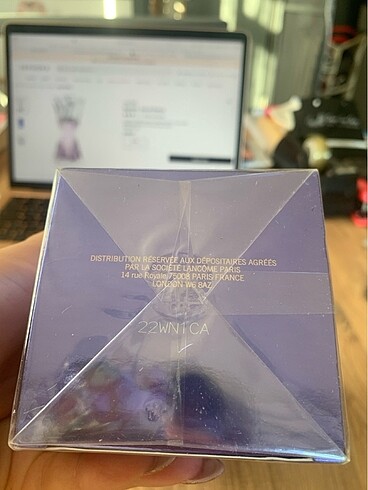 DISTRIBUTION RÉSERVÉE AUX DÉPOSITAIRES AGRÉÉS
PAR LA SOCIÉTÉ LANCÔME PARIS
14 rue Royale 75008 PARIS/FRANCE
LONDON W6 8AZ
22WN1CA